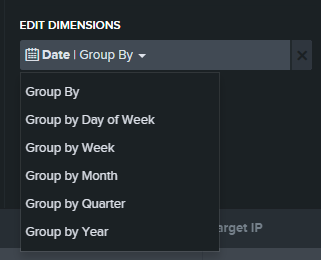 EDIT DIMENSIONS
Date | Group By
Group By
Group by Day of Week
Group by Week
Group by Month
Group by Quarter
Group by Year
arget IP